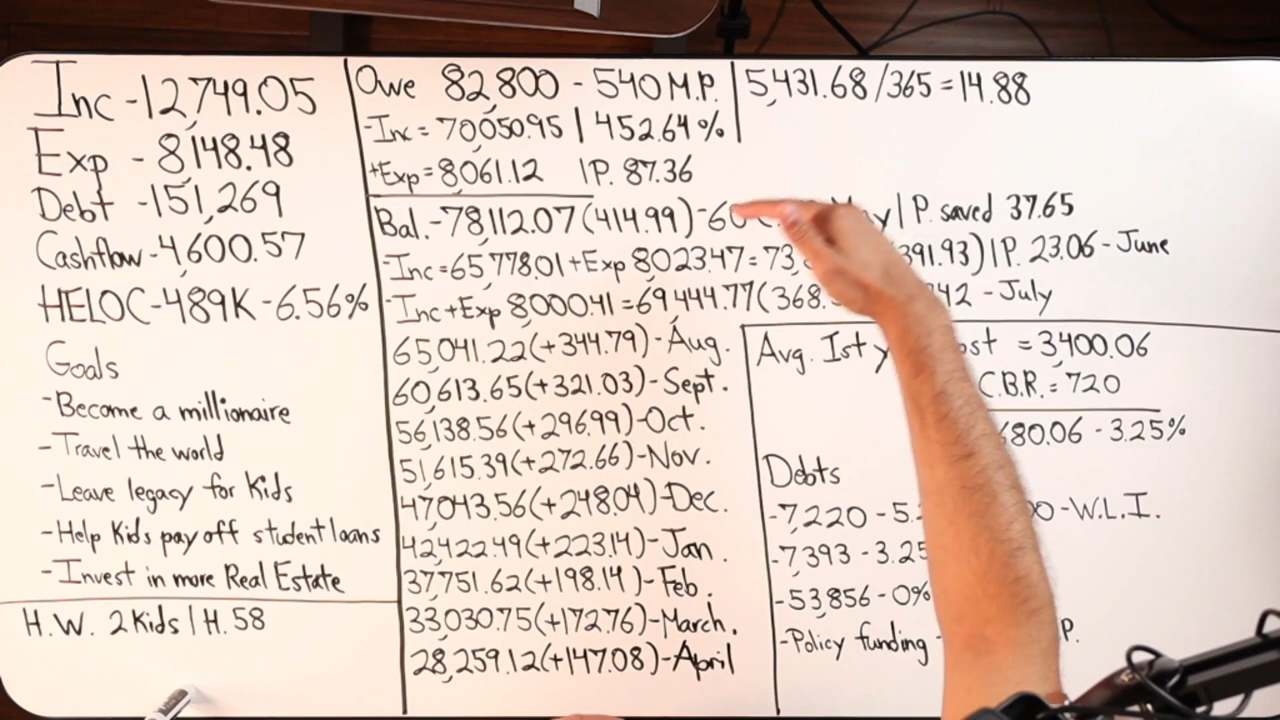 Inc -12,749.05
Exp - 8,148.48
Debt -151,269
Cashflow -4,600.57
HELOC-489K -6.56%
Goals
-Become a millionaire
-Travel the world
-Leave legacy for Kids
-Help Kids pay off student loans
-Invest in more Real Estate
H.W. 2 Kids | H. 58
Owe 82,800 - 540 M.P.
-Inc = 70,050.95 | 452.64%
+Exp = 8,061.12 | P. 87.36
Bal. -78,112.07 (414.99) -60 May | P. saved 37.65
-Inc = 65,778.01 + Exp 8,023.47 = 73, 391.93) | P. 23.06 - June
-Inc + Exp 8,000.41 = 69,444.77 (368. 42 - July
65,041.22 (+344.79) - Aug.
60,613.65 (+321.03) - Sept.
56,138.56 (+296.99) - Oct.
51,615.39 (+272.66) - Nov.
47,043.56 (+248.04) - Dec.
42,422.49 (+223.14) - Jan.
37,751.62 (+198.14) - Feb.
33,030.75 (+172.76) - March.
28,259.12 (+147.08) - April
5,431.68 / 365 = 14.88
Avg. 1st y ost = 3,400.06
C.B.R. = 720
680.06 - 3.25%
Debts
-7,220 - 5. 00 - W.L.I.
-7,393 - 3.25
-53,856 - 0%
-Policy funding - P.